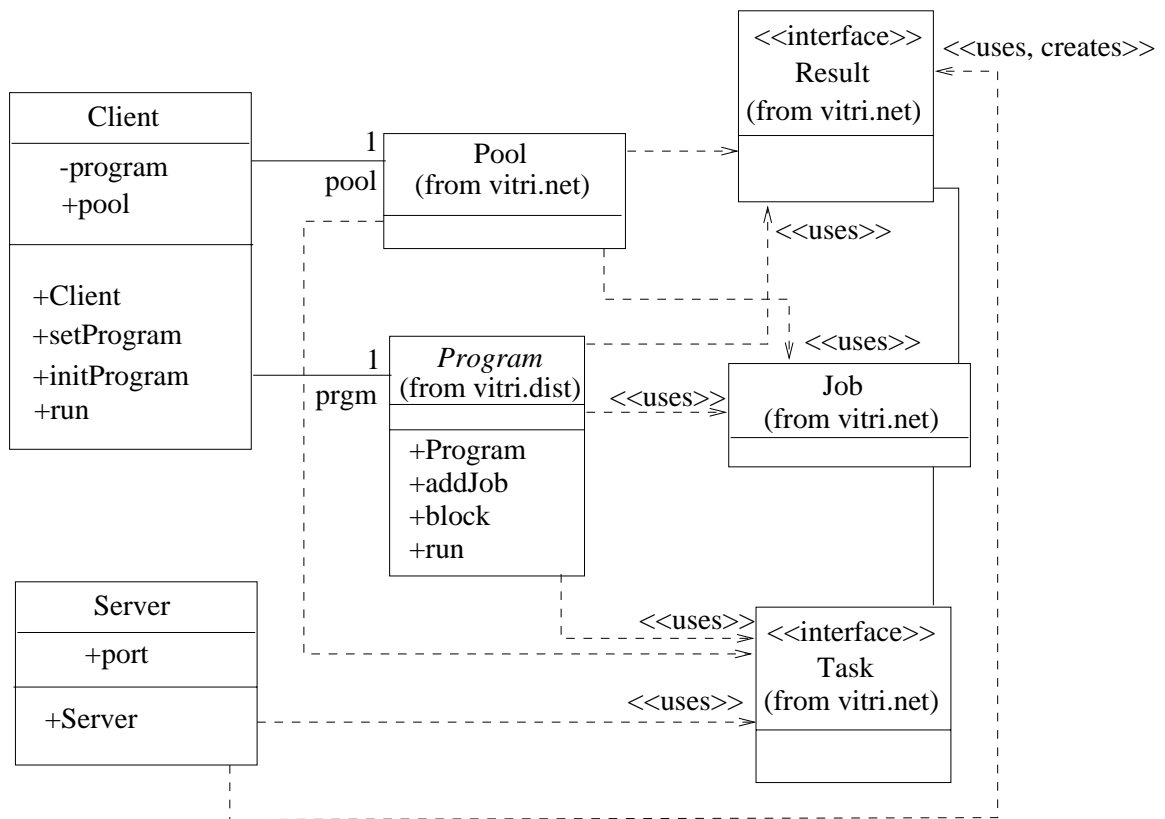 <<interface>>
Result
(from vitri.net)
<<uses, creates>>
Client
-program
+pool
+Client
+setProgram
+initProgram
+run
1
pool
Pool
(from vitri.net)
<<uses>>
<<uses>>
1
prgm
Program
(from vitri.dist)
+Program
+addJob
+block
+run
<<uses>>
Job
(from vitri.net)
Server
+port
+Server
<<uses>>
<<uses>>
<<interface>>
Task
(from vitri.net)